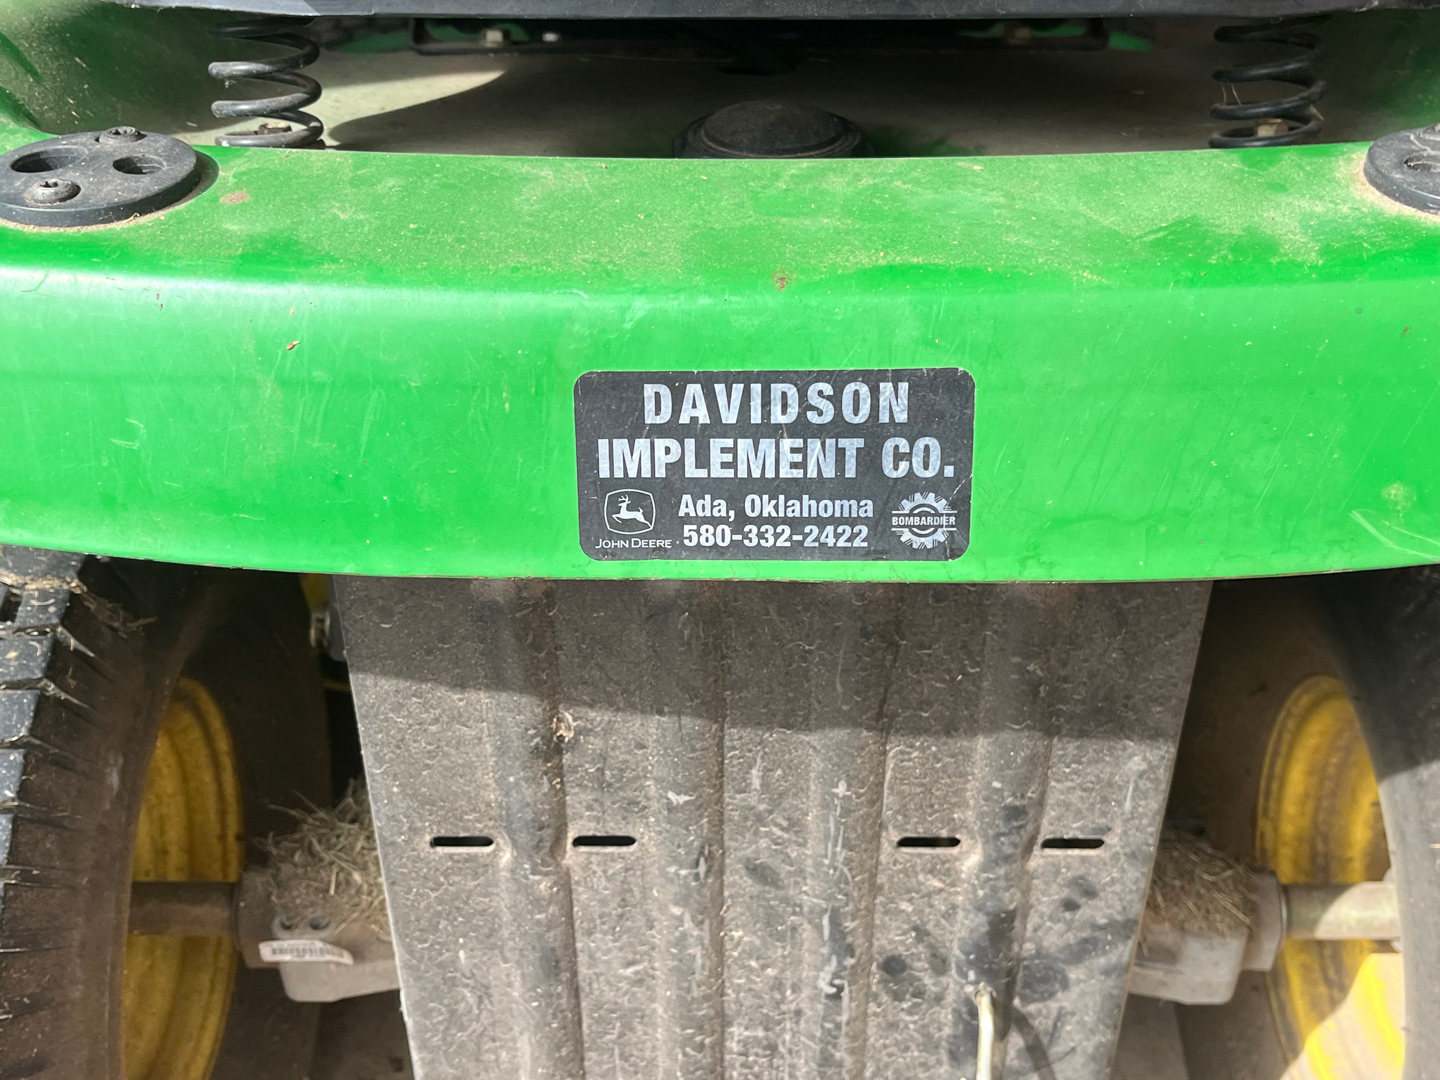 DAVIDSON
IMPLEMENT CO.
Ada, Oklahoma
580-332-2422
JOHN DEERE
BOMBARDIER